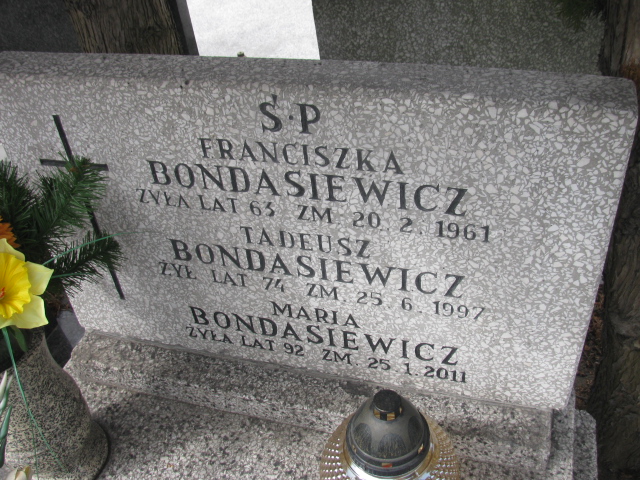 Ś.P
FRANCISZKA
BONDASIEWICZ
ŻYŁA LAT 63 ZM. 20.2.1961
TADEUSZ
BONDASIEWICZ
ŻYŁ LAT 74 ZM. 25.6.1997
MARIA
BONDASIEWICZ
ŻYŁA LAT 92 ZM. 25.1.2011